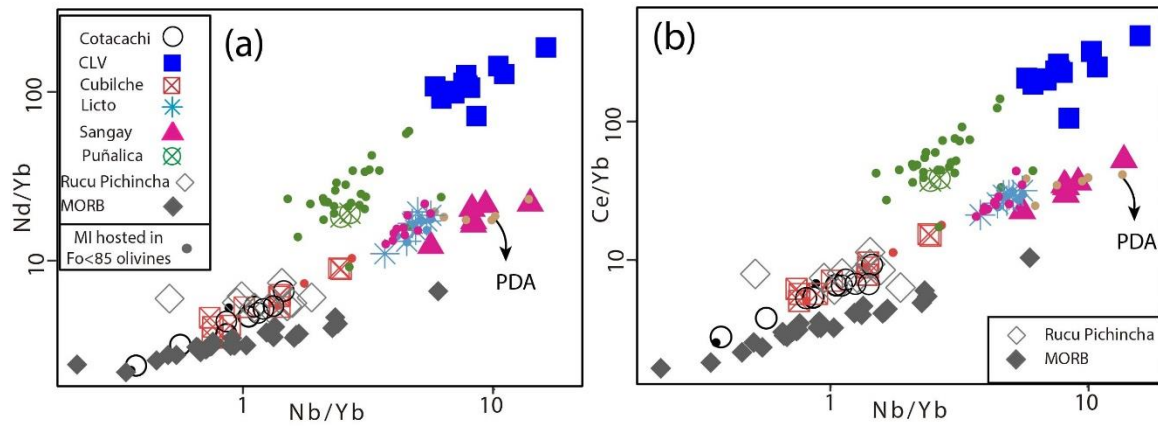 (a)
Cotacachi
CLV
Cubilche
Licto
Sangay
Puñalica
Rucu Pichincha
MORB
MI hosted in
Fo<85 olivines
Nd/Yb
100
10
PDA
1
10
Nb/Yb
(b)
Ce/Yb
100
10
PDA
Rucu Pichincha
MORB
1
10
Nb/Yb